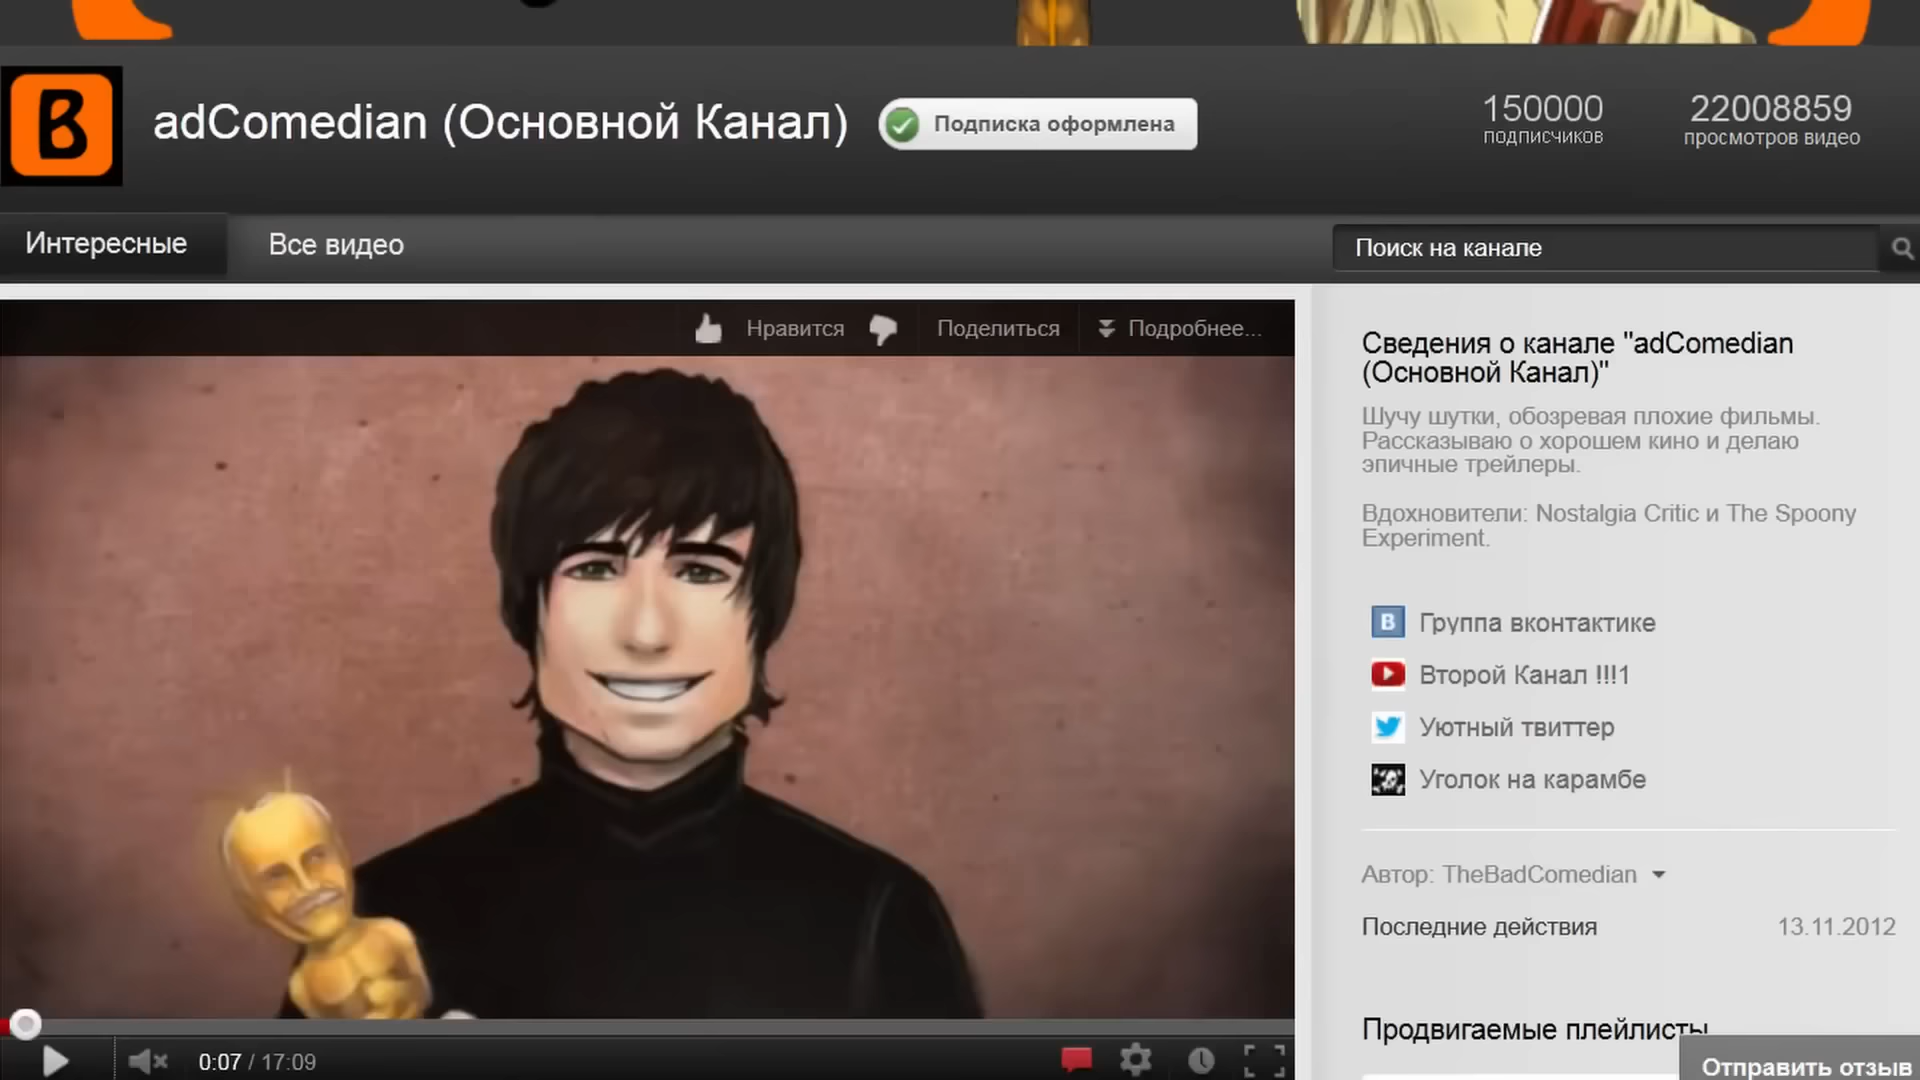 B
adComedian (Основной Канал)
Подписка оформлена
150000
подписчиков
22008859
просмотров видео
Интересные
Все видео
Поиск на канале
Нравится
Поделиться
Подробнее...
0:07 / 17:09
Сведения о канале "adComedian
(Основной Канал)"
Шучу шутки, обозревая плохие фильмы.
Рассказываю о хорошем кино и делаю
эпичные трейлеры.
Вдохновители: Nostalgia Critic и The Spoony
Experiment.
В Группа вконтактике
Второй Канал !!!1
Уютный твиттер
Уголок на карамбе
Автор: TheBadComedian
Последние действия 13.11.2012
Продвигаемые плейлисты
Отправить отзыв